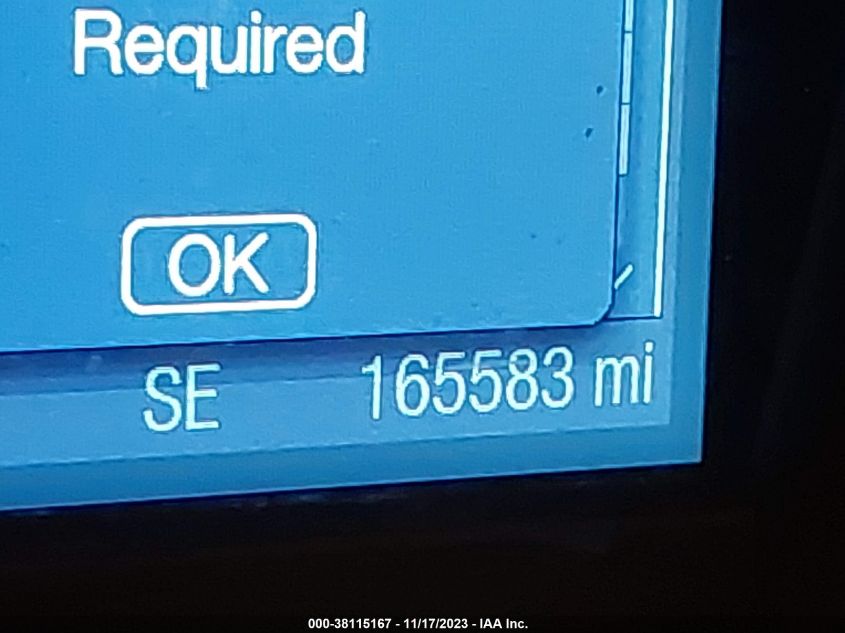 Required
OK
SE 165583 mi
000-38115167 - 11/17/2023 - IAA Inc.